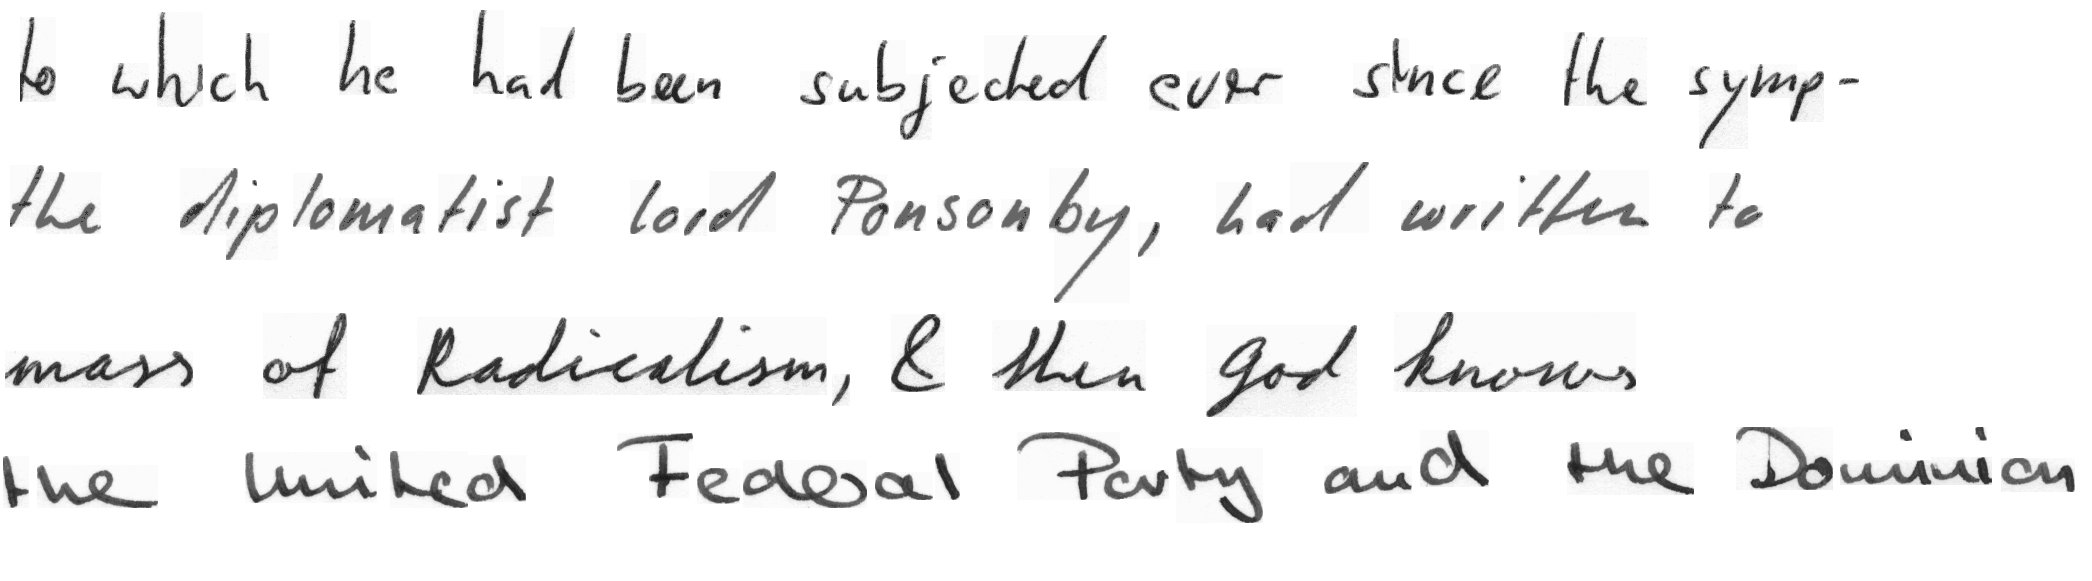 to which he had been subjected ever since the symp-
the diplomatist lord Ponsonby, had written to
mass of Radicalism, & then God knows
the United Federal Party and the Dominion